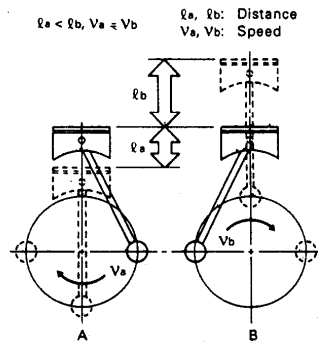 ℓa < ℓb, Va ≒ Vb
ℓa, ℓb: Distance
Va, Vb: Speed
ℓb
ℓa
Va
Vb
A
B